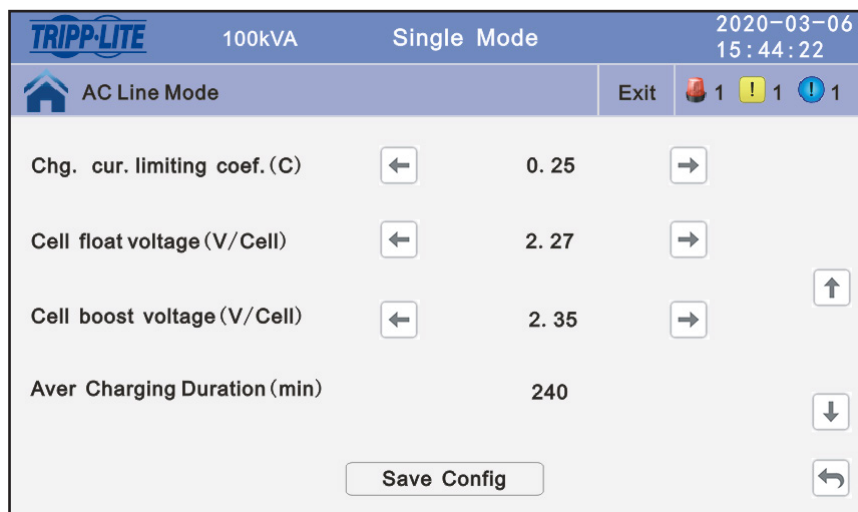 TRIPP·LITE 100kVA Single Mode 2020-03-06
15:44:22
AC Line Mode Exit 1 ! 1 ! 1
Chg. cur. limiting coef.(C) 0.25
Cell float voltage(V/Cell) 2.27
Cell boost voltage(V/Cell) 2.35
Aver Charging Duration(min) 240
Save Config